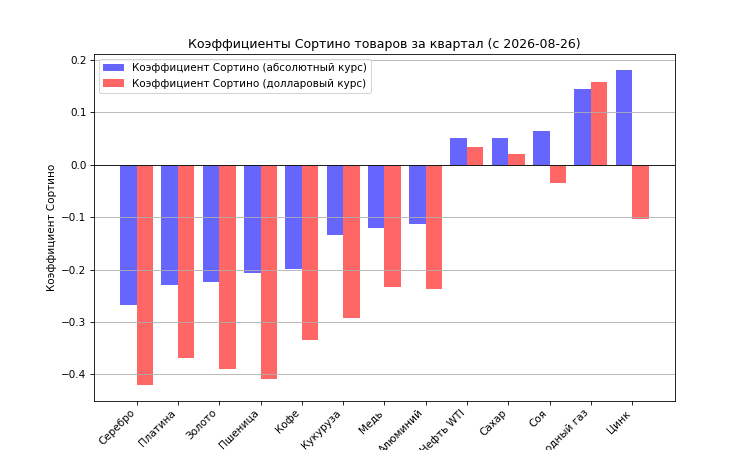 Коэффициенты Сортино товаров за квартал (с 2026-08-26)
Коэффициент Сортино (абсолютный курс)
Коэффициент Сортино (долларовый курс)
Коэффициент Сортино
0.2
0.1
0.0
−0.1
−0.2
−0.3
−0.4
Серебро
Платина
Золото
Пшеница
Кофе
Кукуруза
Медь
Алюминий
Нефть WTI
Сахар
Соя
одный газ
Цинк